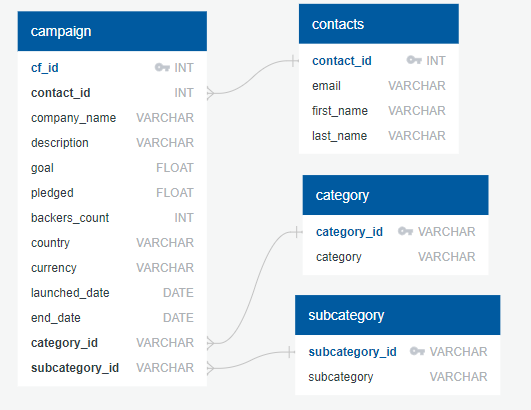 campaign
cf_id INT
contact_id INT
company_name VARCHAR
description VARCHAR
goal FLOAT
pledged FLOAT
backers_count INT
country VARCHAR
currency VARCHAR
launched_date DATE
end_date DATE
category_id VARCHAR
subcategory_id VARCHAR
contacts
contact_id INT
email VARCHAR
first_name VARCHAR
last_name VARCHAR
category
category_id VARCHAR
category VARCHAR
subcategory
subcategory_id VARCHAR
subcategory VARCHAR